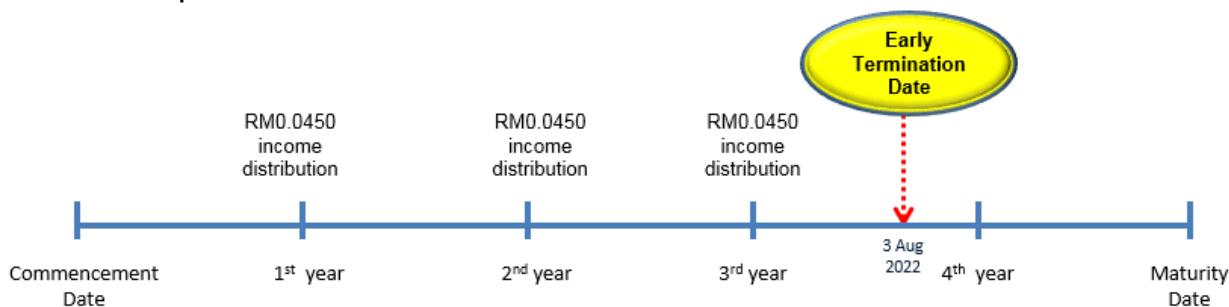 Early
Termination
Date
RM0.0450
income
distribution
RM0.0450
income
distribution
RM0.0450
income
distribution
Commencement
Date
1st year
2nd year
3rd year
3 Aug
2022
4th year
Maturity
Date